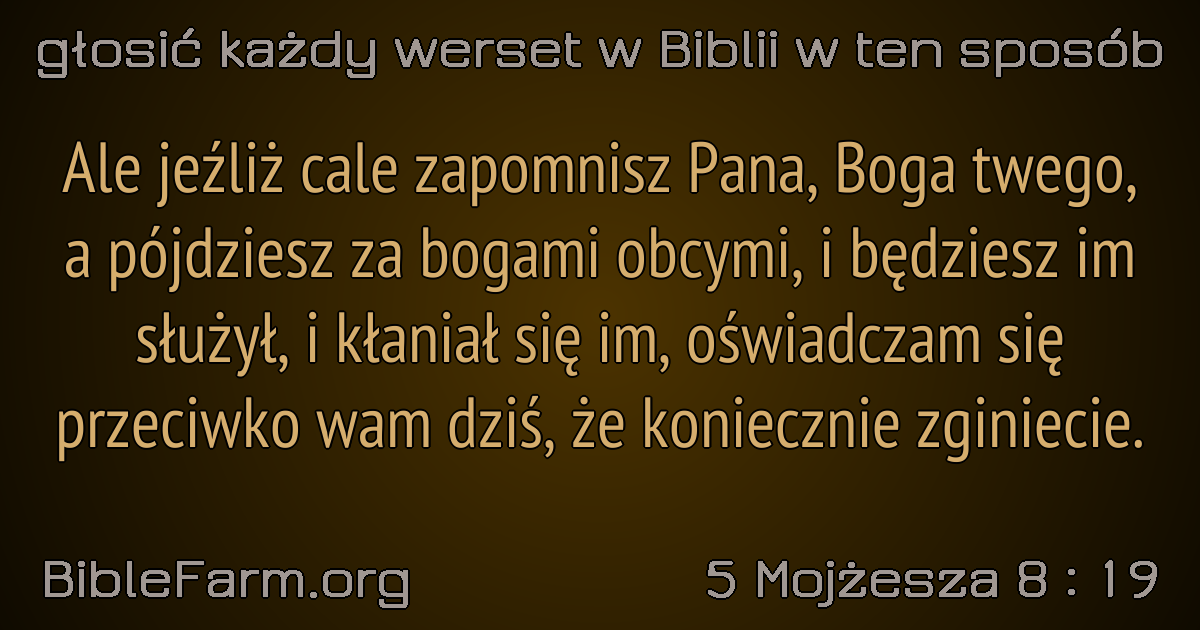 głosić każdy werset w Biblii w ten sposób
Ale jeźliż cale zapomnisz Pana, Boga twego,
a pójdziesz za bogami obcymi, i będziesz im
służył, i kłaniał się im, oświadczam się
przeciwko wam dziś, że koniecznie zginiecie.
BibleFarm.org
5 Mojżesza 8 : 19